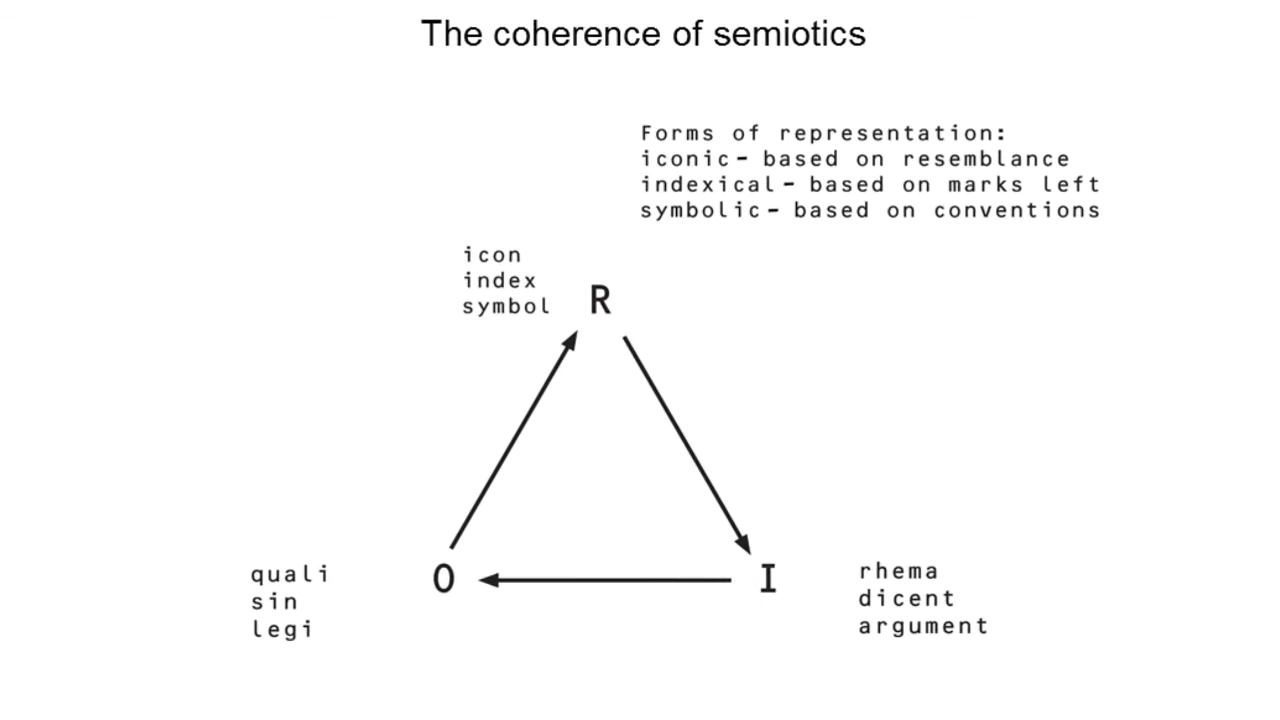 The coherence of semiotics
Forms of representation:
iconic - based on resemblance
indexical - based on marks left
symbolic - based on conventions
icon
index
symbol
R
quali
sin
legi
O
I
rhema
dicent
argument